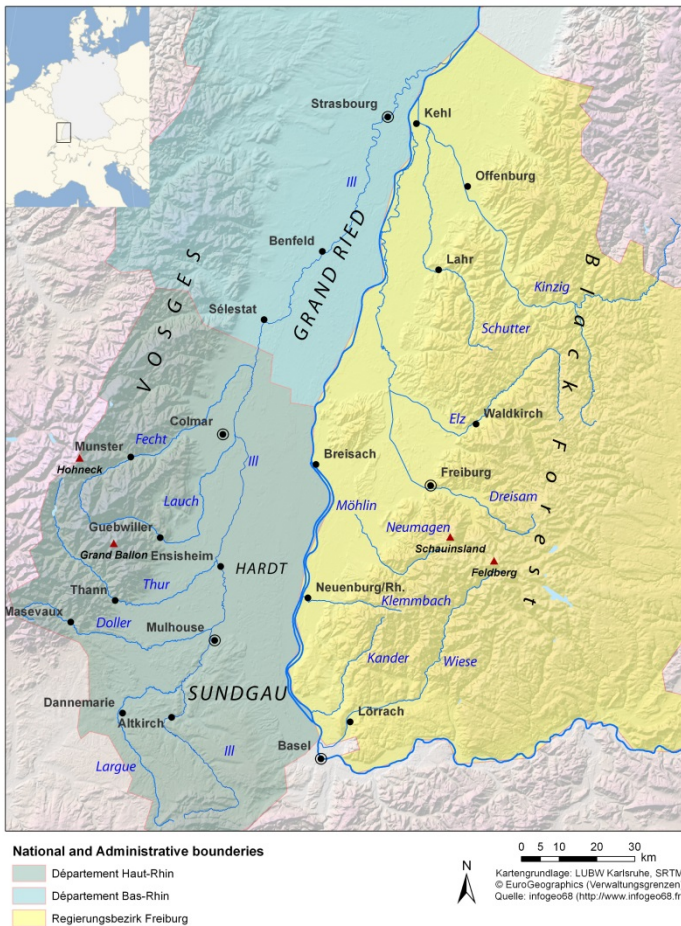 Strasbourg
Kehl
Offenburg
Ill
Benfeld
GRAND RIED
Lahr
Kinzig
Black Forest
VOSGES
Sélestat
Schutter
Colmar
Elz
Waldkirch
Fecht
Munster
Hohneck
Ill
Breisach
Freiburg
Lauch
Möhlin
Dreisam
Guebwiller
Neumagen
Grand Ballon
Ensisheim
Schauinsland
HARDT
Feldberg
Thann
Thur
Neuenburg/Rh.
Klemmbach
Masevaux
Doller
Mulhouse
Kander
Wiese
SUNDGAU
Dannemarie
Altkirch
Lörrach
Ill
Basel
Largue
National and Administrative bounderies
Département Haut-Rhin
Département Bas-Rhin
Regierungsbezirk Freiburg
N
0 5 10 20 30
km
Kartengrundlage: LUBW Karlsruhe, SRTM
© EuroGeographics (Verwaltungsgrenzen)
Quelle: infogeo68 (http://www.infogeo68.fr